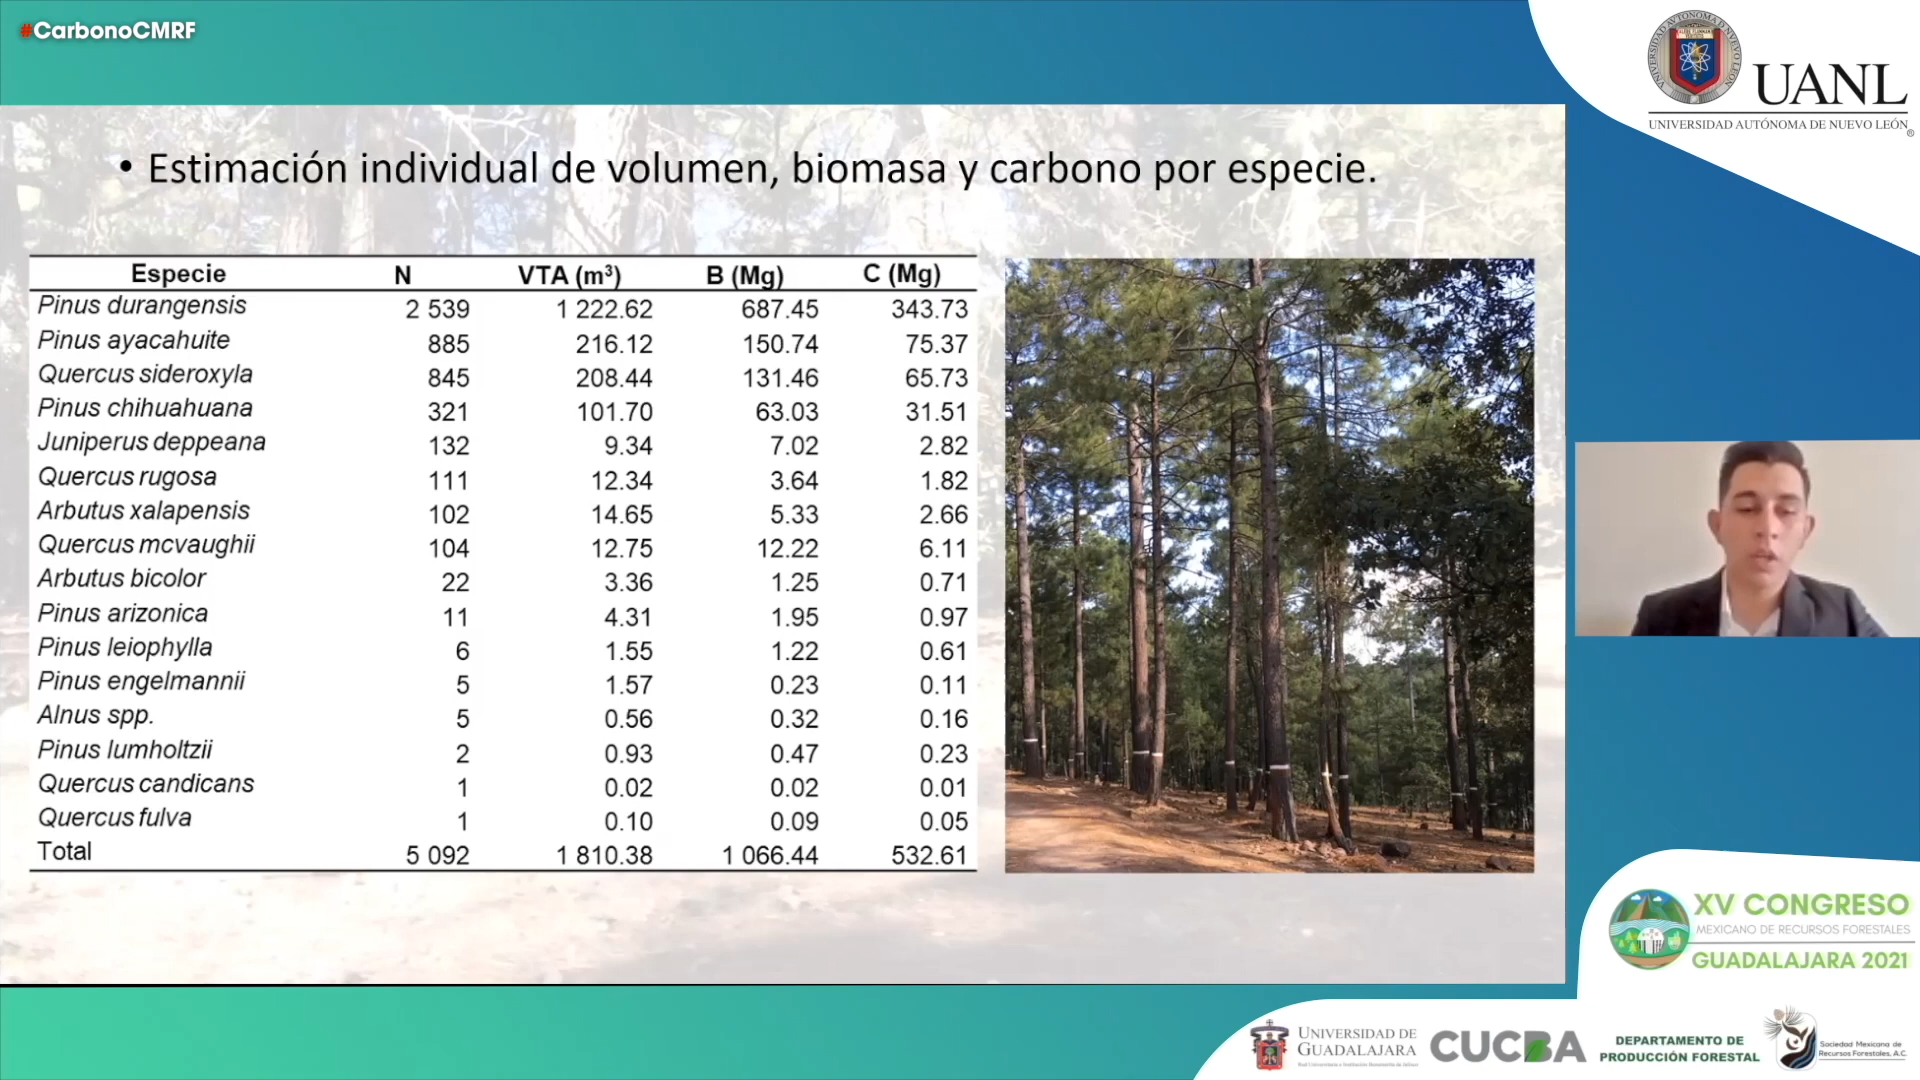 #CarbonoCMRF
UANL
UNIVERSIDAD AUTÓNOMA DE NUEVO LEÓN®
• Estimación individual de volumen, biomasa y carbono por especie.
Especie N VTA (m³) B (Mg) C (Mg)
Pinus durangensis 2 539 1 222.62 687.45 343.73
Pinus ayacahuite 885 216.12 150.74 75.37
Quercus sideroxyla 845 208.44 131.46 65.73
Pinus chihuahuana 321 101.70 63.03 31.51
Juniperus deppeana 132 9.34 7.02 2.82
Quercus rugosa 111 12.34 3.64 1.82
Arbutus xalapensis 102 14.65 5.33 2.66
Quercus mcvaughii 104 12.75 12.22 6.11
Arbutus bicolor 22 3.36 1.25 0.71
Pinus arizonica 11 4.31 1.95 0.97
Pinus leiophylla 6 1.55 1.22 0.61
Pinus engelmannii 5 1.57 0.23 0.11
Alnus spp. 5 0.56 0.32 0.16
Pinus lumholtzii 2 0.93 0.47 0.23
Quercus candicans 1 0.02 0.02 0.01
Quercus fulva 1 0.10 0.09 0.05
Total 5 092 1 810.38 1 066.44 532.61
XV CONGRESO
MEXICANO DE RECURSOS FORESTALES
GUADALAJARA 2021
UNIVERSIDAD DE
GUADALAJARA
CUCBA
DEPARTAMENTO DE
PRODUCCIÓN FORESTAL
Sociedad Mexicana de
Recursos Forestales, A.C.